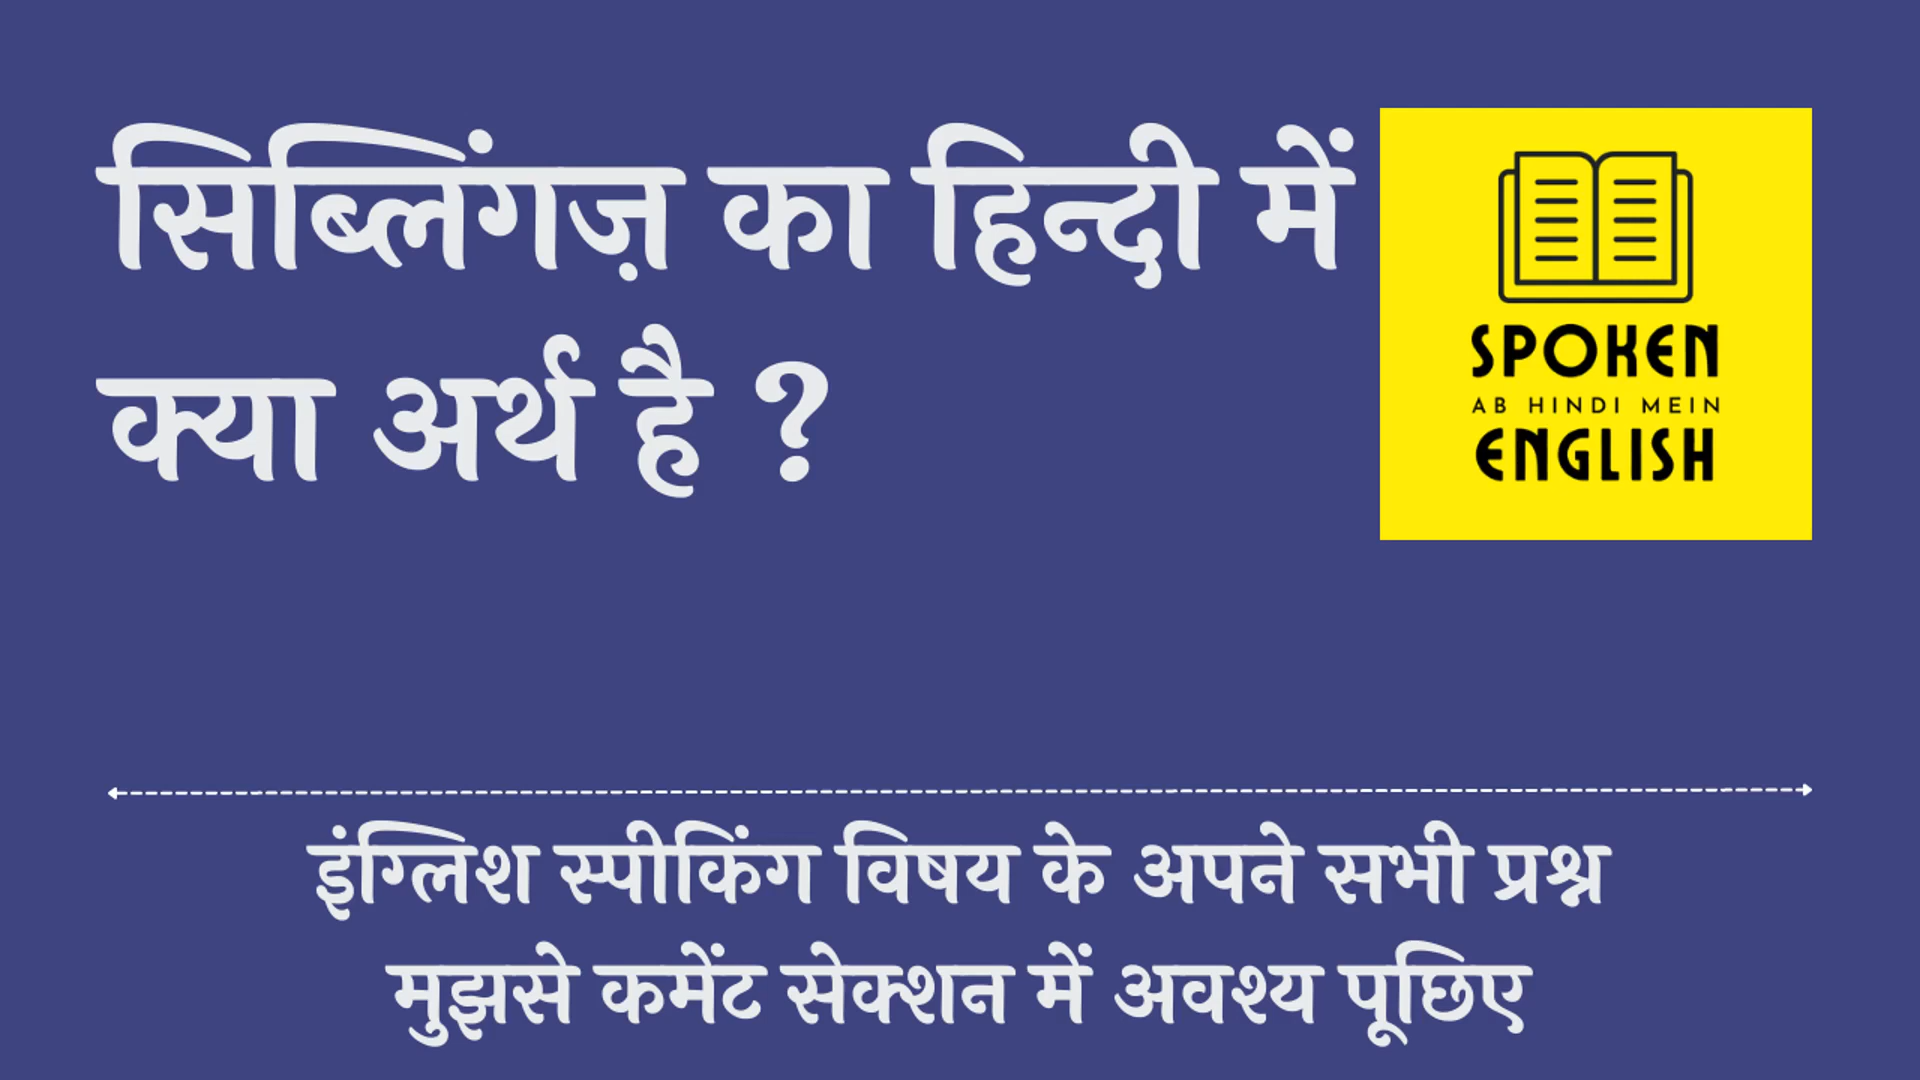 सिब्लिंगज़ का हिन्दी में
क्या अर्थ है ?
SPOKEN
AB HINDI MEIN
ENGLISH
इंग्लिश स्पीकिंग विषय के अपने सभी प्रश्न
मुझसे कमेंट सेक्शन में अवश्य पूछिए